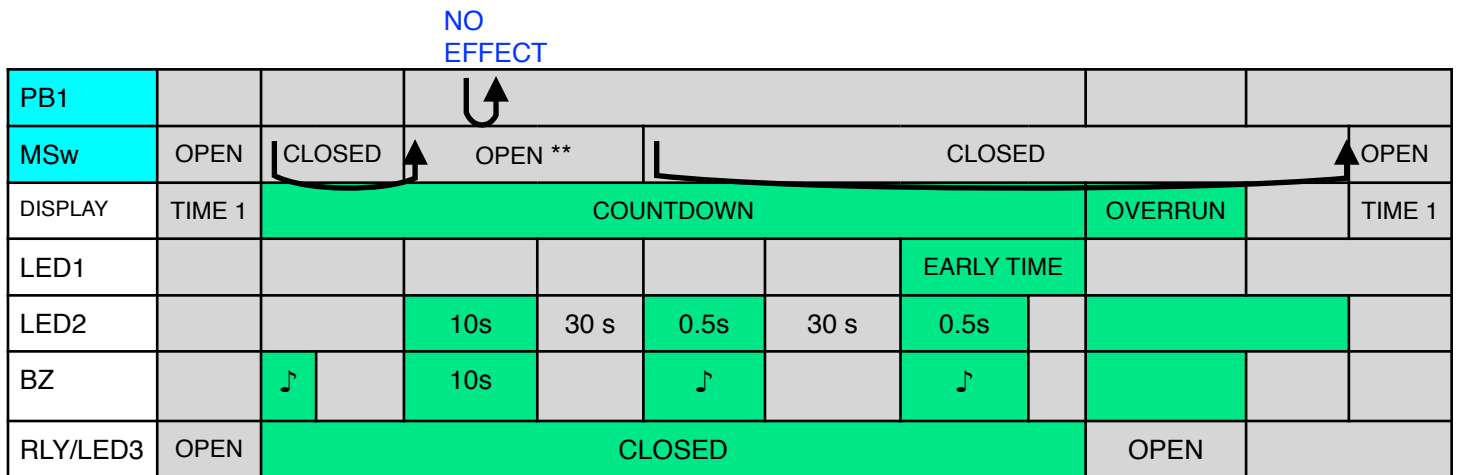 NO
EFFECT
PB1
MSw OPEN CLOSED OPEN ** CLOSED OPEN
DISPLAY TIME 1 COUNTDOWN OVERRUN TIME 1
LED1 EARLY TIME
LED2 10s 30 s 0.5s 30 s 0.5s
BZ ♪ 10s ♪ ♪
RLY/LED3 OPEN CLOSED OPEN